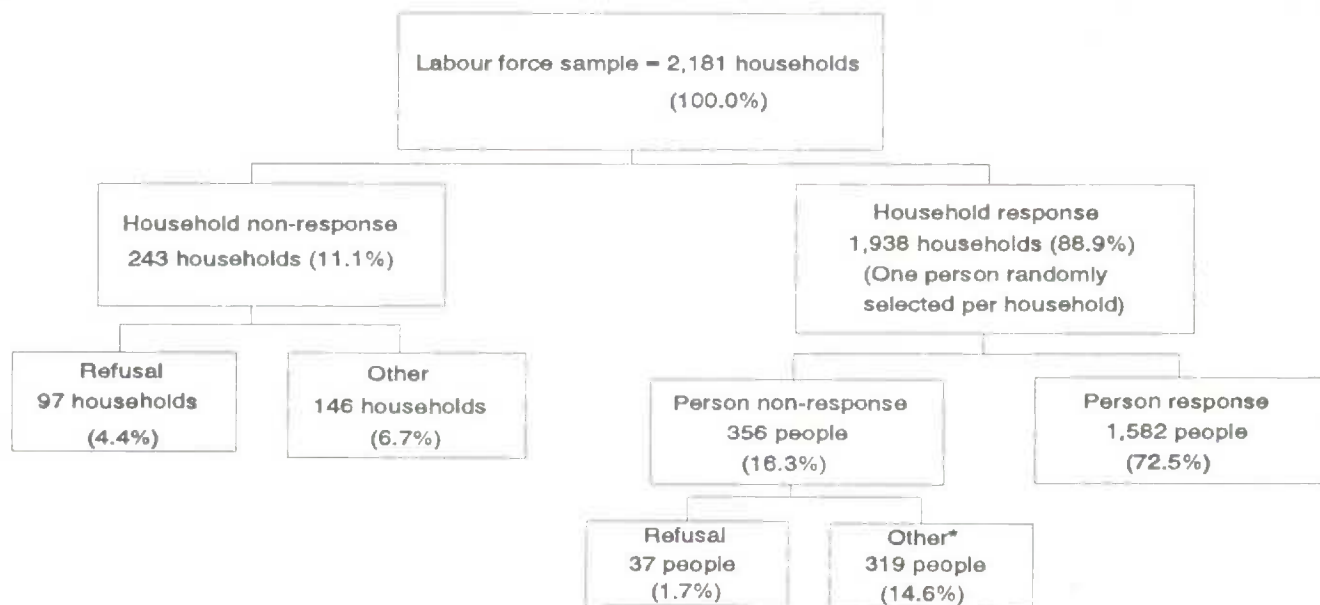 Labour force sample = 2,181 households
(100.0%)
Household non-response
243 households (11.1%)
Household response
1,938 households (88.9%)
(One person randomly
selected per household)
Refusal
97 households
(4.4%)
Other
146 households
(6.7%)
Person non-response
356 people
(16.3%)
Person response
1,582 people
(72.5%)
Refusal
37 people
(1.7%)
Other*
319 people
(14.6%)